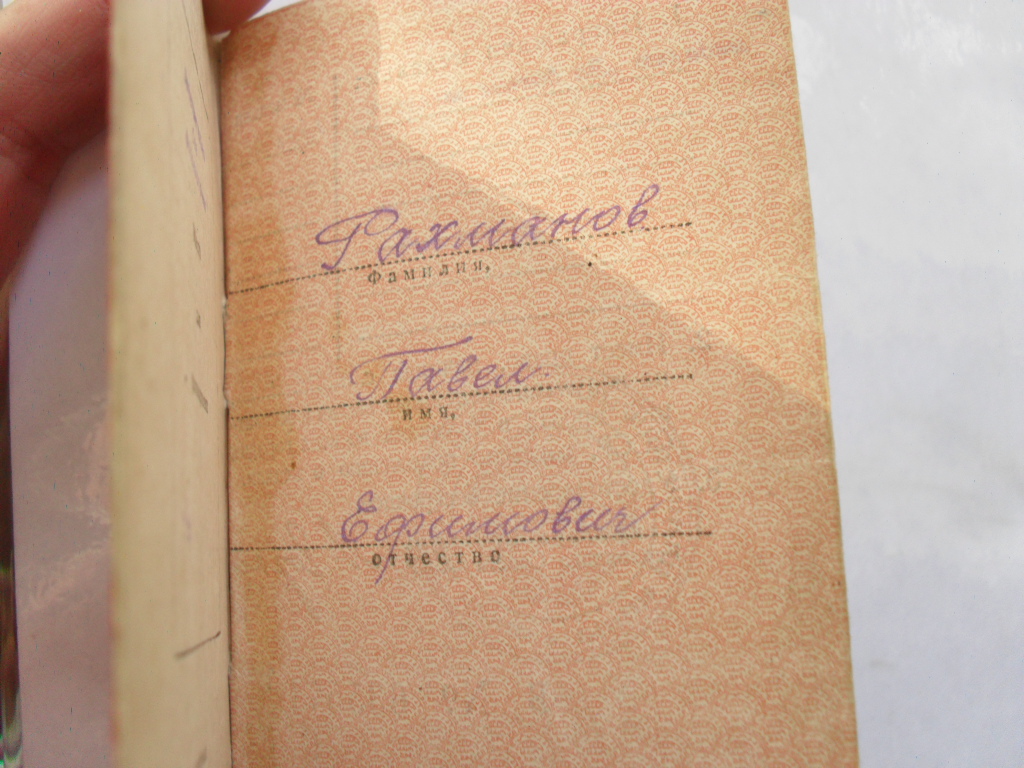 Рахманов
Фамилия,
Павел
имя,
Ефимович
отчество